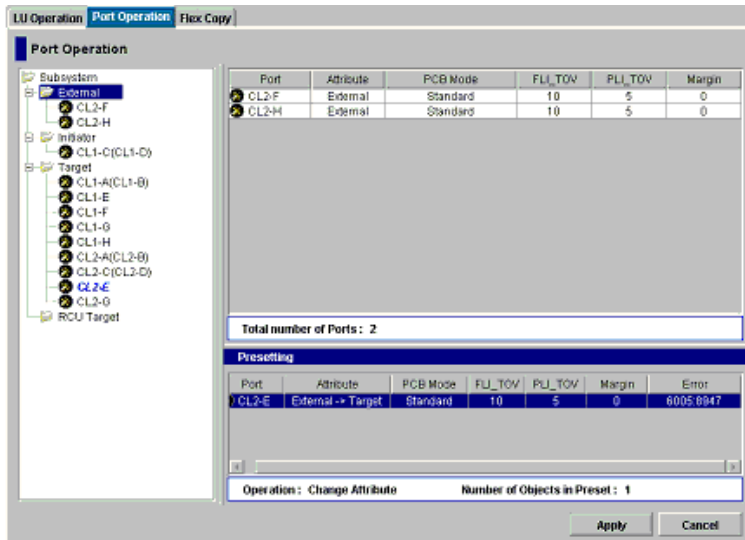 LU Operation Port Operation Flex Copy
Port Operation
Subsystem
External
CL2-F
CL2-H
Initiator
CL1-C(CL1-D)
Target
CL1-A(CL1-B)
CL1-E
CL1-F
CL1-G
CL1-H
CL2-A(CL2-B)
CL2-C(CL2-D)
CL2-E
CL2-G
RCU Target
Port Attribute PCB Mode FLI_TOV PLI_TOV Margin
CL2-F External Standard 10 5 0
CL2-H External Standard 10 5 0
Total number of Ports : 2
Presetting
Port Attribute PCB Mode FLI_TOV PLI_TOV Margin Error
CL2-E External -> Target Standard 10 5 0 6005:8947
Operation : Change Attribute Number of Objects in Preset : 1
Apply Cancel